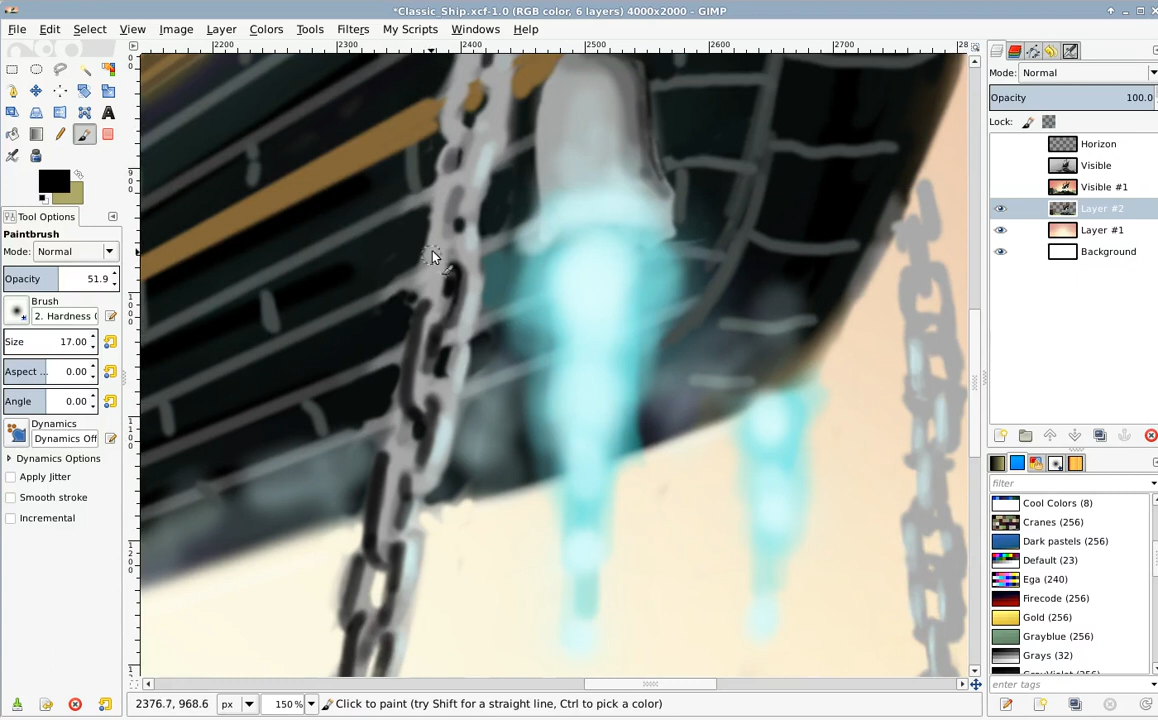 *Classic_Ship.xcf-1.0 (RGB color, 6 layers) 4000x2000 – GIMP
File Edit Select View Image Layer Colors Tools Filters My Scripts Windows Help
2200 2300 2400 2500 2600 2700 28
Mode: Normal
Opacity 100.0
Lock:
Horizon
Visible
Visible #1
Layer #2
Layer #1
Background
Tool Options
Paintbrush
Mode: Normal
Opacity 51.9
Brush
2. Hardness 0
Size 17.00
Aspect ... 0.00
Angle 0.00
Dynamics
Dynamics Off
Dynamics Options
Apply Jitter
Smooth stroke
Incremental
filter
Cool Colors (8)
Cranes (256)
Dark pastels (256)
Default (23)
Ega (240)
Firecode (256)
Gold (256)
Grayblue (256)
Grays (32)
enter tags
2376.7, 968.6 px 150 % Click to paint (try Shift for a straight line, Ctrl to pick a color)